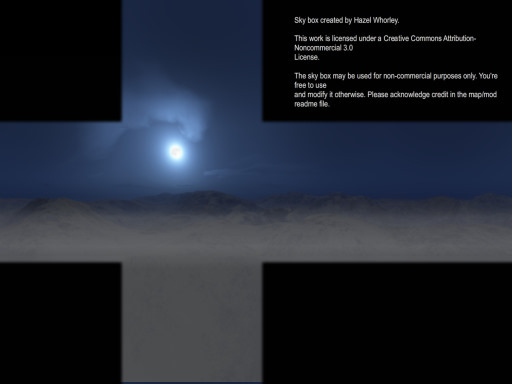 Sky box created by Hazel Whorley.
This work is licensed under a Creative Commons Attribution-
Noncommercial 3.0
License.
The sky box may be used for non-commercial purposes only. You're
free to use
and modify it otherwise. Please acknowledge credit in the map/mod
readme file.